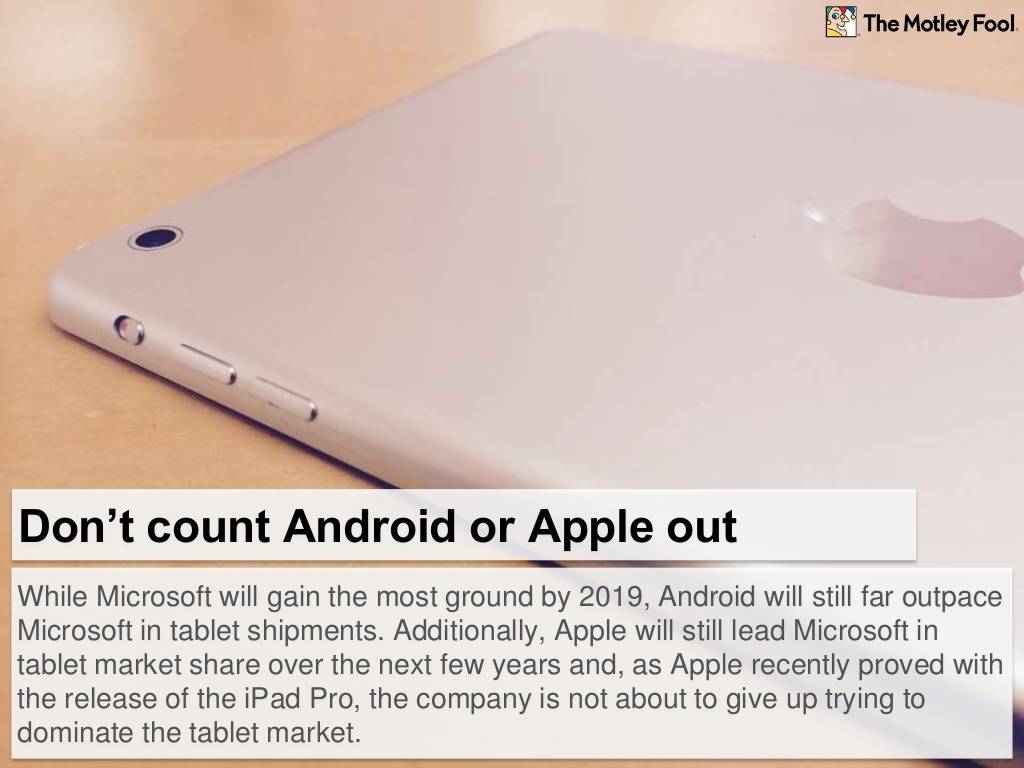 The Motley Fool
Don’t count Android or Apple out
While Microsoft will gain the most ground by 2019, Android will still far outpace
Microsoft in tablet shipments. Additionally, Apple will still lead Microsoft in
tablet market share over the next few years and, as Apple recently proved with
the release of the iPad Pro, the company is not about to give up trying to
dominate the tablet market.